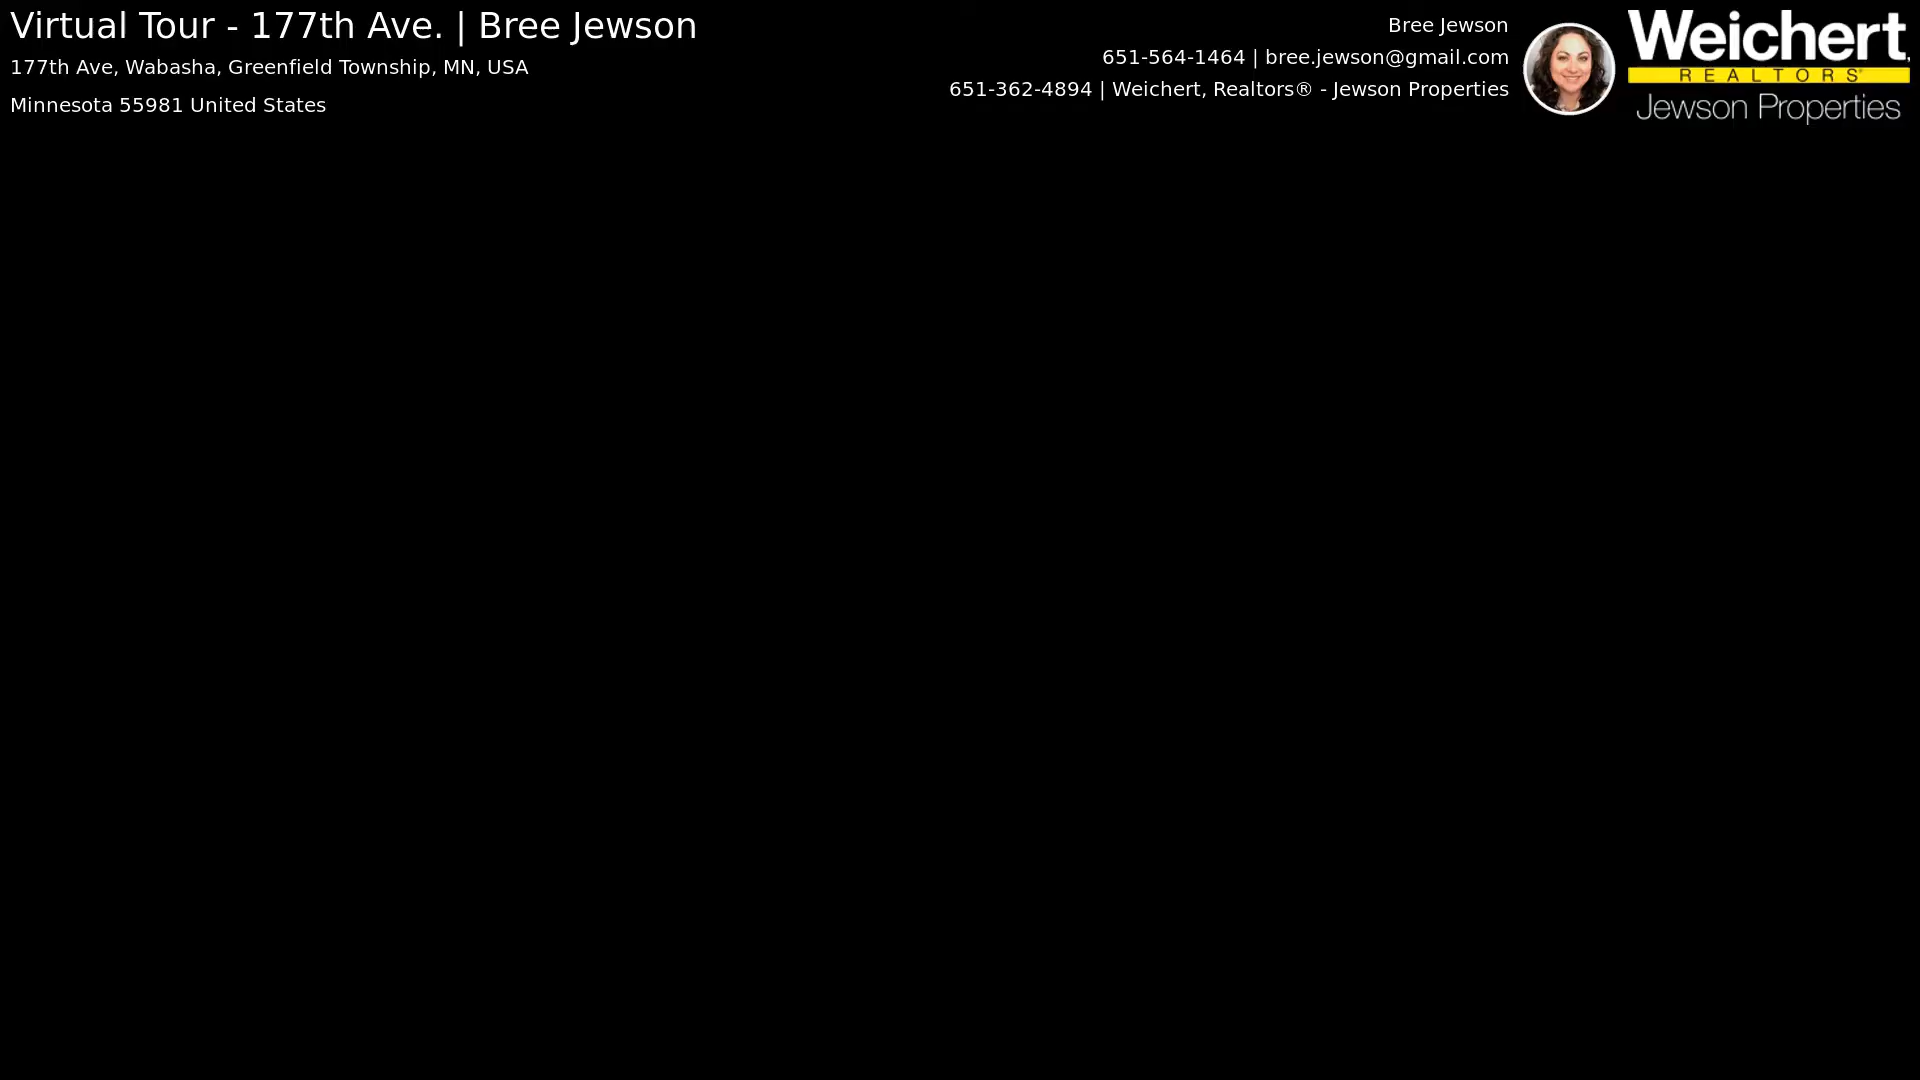 Virtual Tour - 177th Ave. | Bree Jewson
177th Ave, Wabasha, Greenfield Township, MN, USA
Minnesota 55981 United States
Bree Jewson
651-564-1464 | bree.jewson@gmail.com
651-362-4894 | Weichert, Realtors® - Jewson Properties
Weichert,
REALTORS®
Jewson Properties